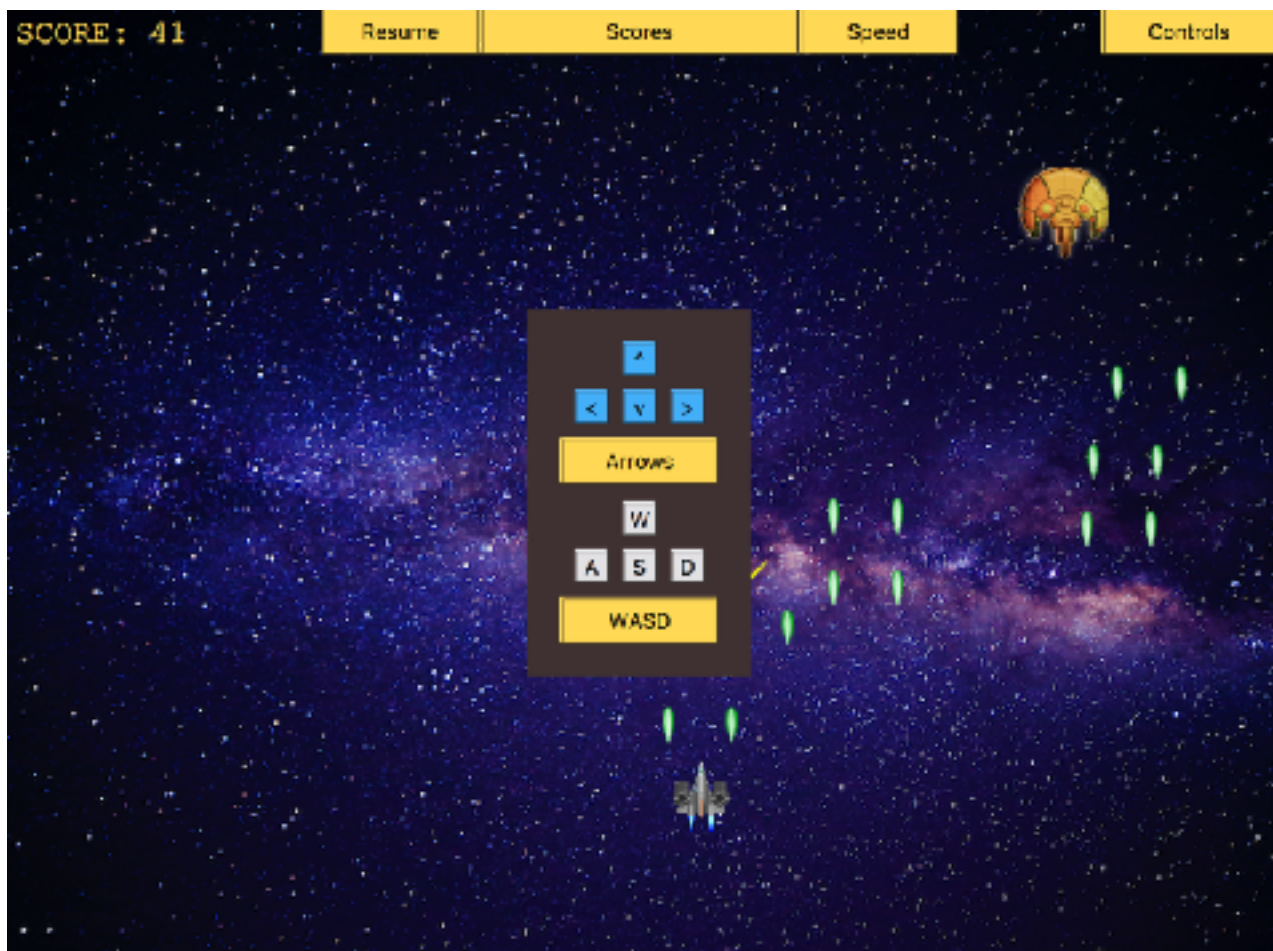 SCORE: 41 Resume Scores Speed Controls
^
< v >
Arrows
W
A S D
WASD